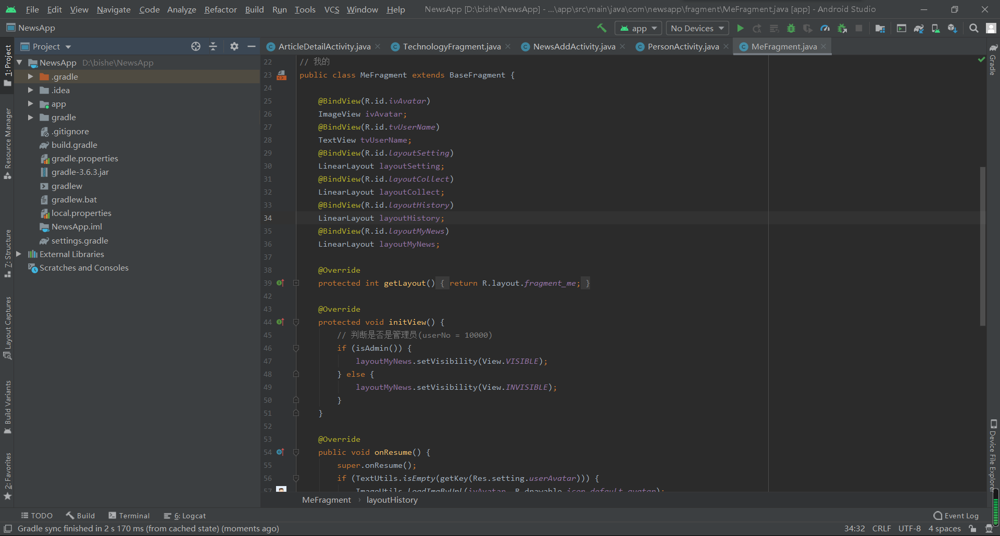 File Edit View Navigate Code Analyze Refactor Build Run Tools VCS Window Help NewsApp [D:\bishe\NewsApp] - ...\app\src\main\java\com\newsapp\fragment\MeFragment.java [app] - Android Studio
NewsApp app No Devices
Project
ArticleDetailActivity.java TechnologyFragment.java NewsAddActivity.java PersonActivity.java MeFragment.java
1: Project
Resource Manager
7: Structure
Layout Captures
Build Variants
2: Favorites
NewsApp D:\bishe\NewsApp
.gradle
.idea
app
gradle
.gitignore
build.gradle
gradle.properties
gradle-3.6.3.jar
gradlew
gradlew.bat
local.properties
NewsApp.iml
settings.gradle
External Libraries
Scratches and Consoles
22 // 我的
23 public class MeFragment extends BaseFragment {
24
25 @BindView(R.id.ivAvatar)
26 ImageView ivAvatar;
27 @BindView(R.id.tvUserName)
28 TextView tvUserName;
29 @BindView(R.id.layoutSetting)
30 LinearLayout layoutSetting;
31 @BindView(R.id.layoutCollect)
32 LinearLayout layoutCollect;
33 @BindView(R.id.layoutHistory)
34 LinearLayout layoutHistory;
35 @BindView(R.id.layoutMyNews)
36 LinearLayout layoutMyNews;
37
38 @Override
39 protected int getLayout() { return R.layout.fragment_me; }
42
43 @Override
44 protected void initView() {
45 // 判断是否是管理员(userNo = 10000)
46 if (isAdmin()) {
47 layoutMyNews.setVisibility(View.VISIBLE);
48 } else {
49 layoutMyNews.setVisibility(View.INVISIBLE);
50 }
51 }
52
53 @Override
54 public void onResume() {
55 super.onResume();
56 if (TextUtils.isEmpty(getKey(Res.setting.userAvatar))) {
57 ImageUtils.LoadImgByUrl(ivAvatar, R.drawable.icon_default_avatar);
MeFragment › layoutHistory
Gradle
Device File Explorer
TODO Build Terminal 6: Logcat Event Log
Gradle sync finished in 2 s 170 ms (from cached state) (moments ago) 34:32 CRLF UTF-8 4 spaces